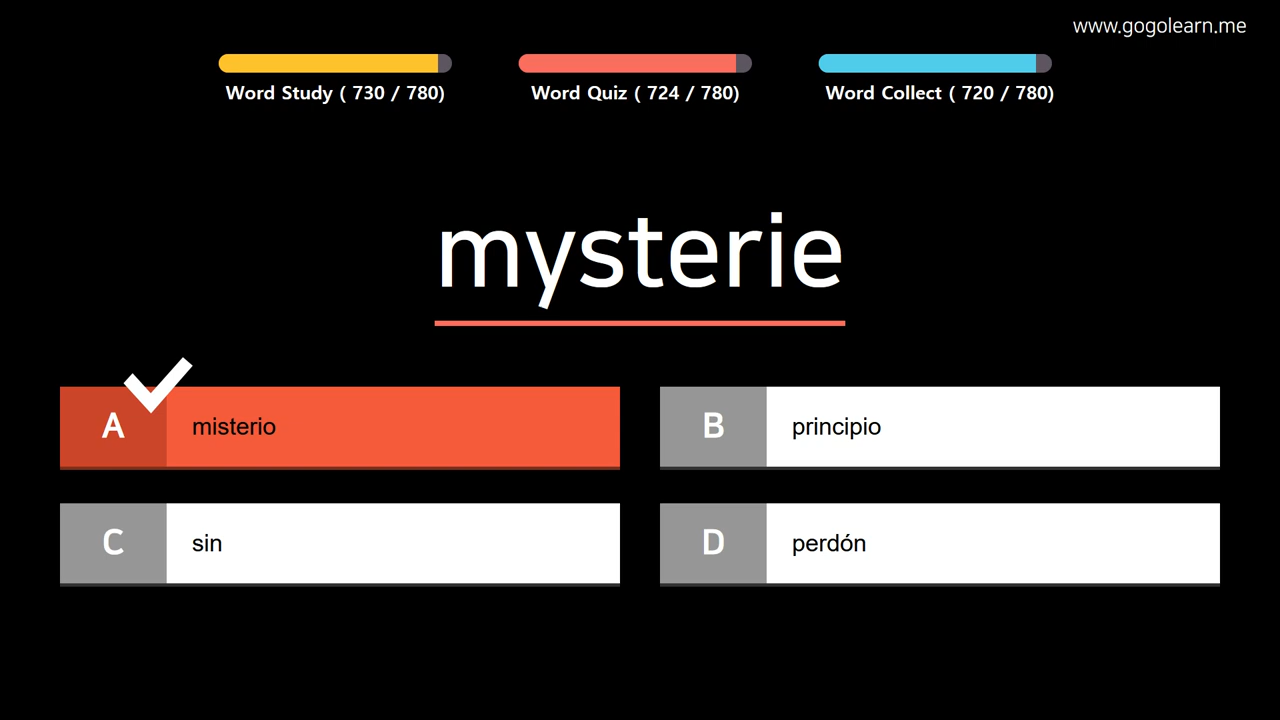 www.gogolearn.me
Word Study ( 730 / 780)
Word Quiz ( 724 / 780)
Word Collect ( 720 / 780)
mysterie
A misterio
B principio
C sin
D perdón